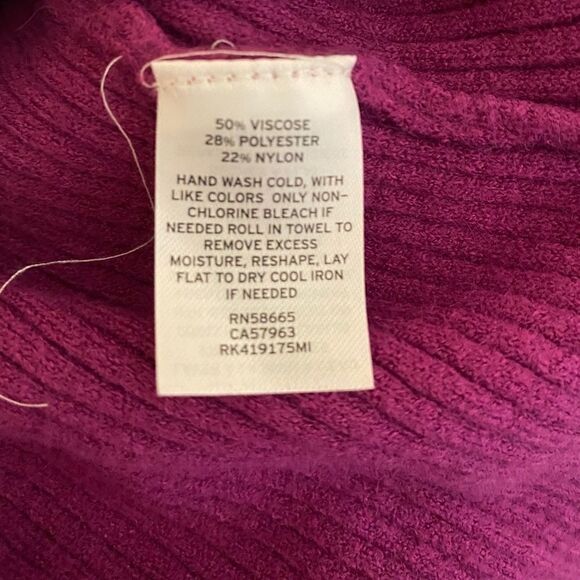 50% VISCOSE
28% POLYESTER
22% NYLON
HAND WASH COLD, WITH
LIKE COLORS ONLY NON-
CHLORINE BLEACH IF
NEEDED ROLL IN TOWEL TO
REMOVE EXCESS
MOISTURE, RESHAPE, LAY
FLAT TO DRY COOL IRON
IF NEEDED
RN58665
CA57963
RK419175MI